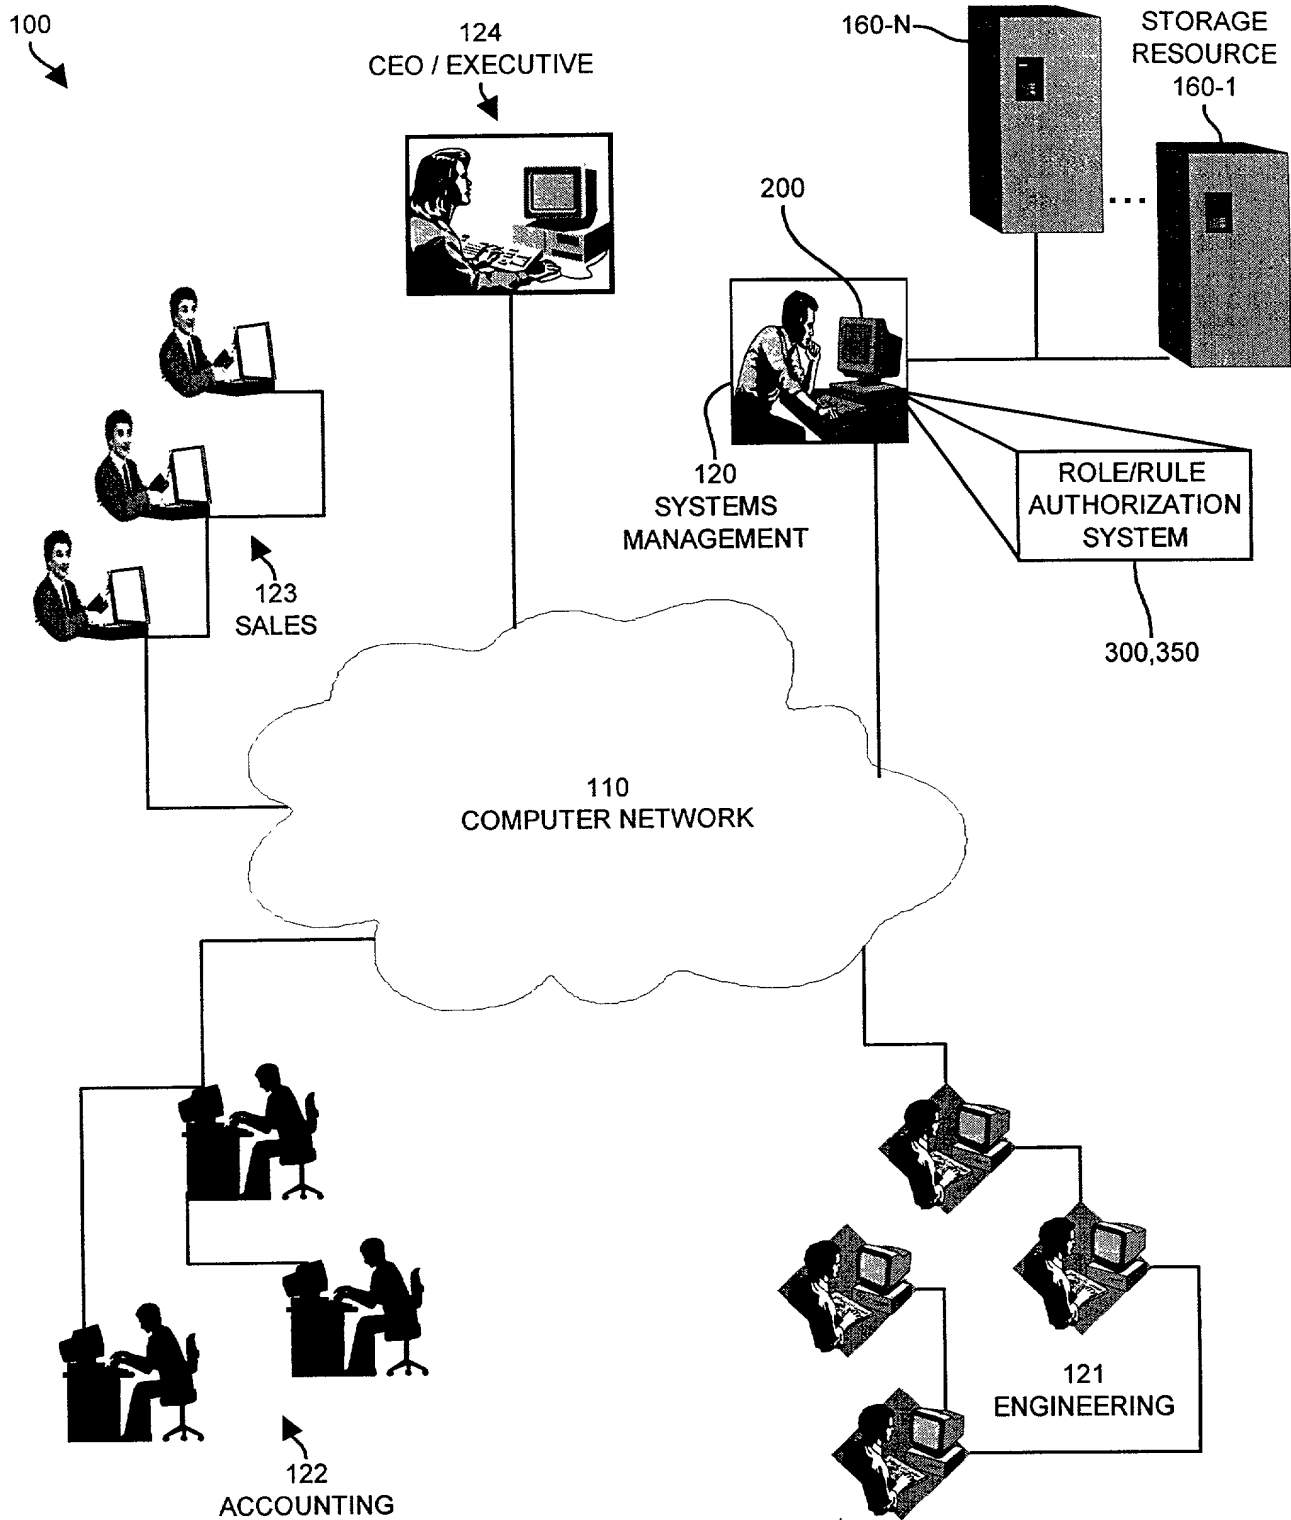 100
124
CEO / EXECUTIVE
160-N
STORAGE
RESOURCE
160-1
200
...
120
SYSTEMS
MANAGEMENT
ROLE/RULE
AUTHORIZATION
SYSTEM
300,350
123
SALES
110
COMPUTER NETWORK
121
ENGINEERING
122
ACCOUNTING